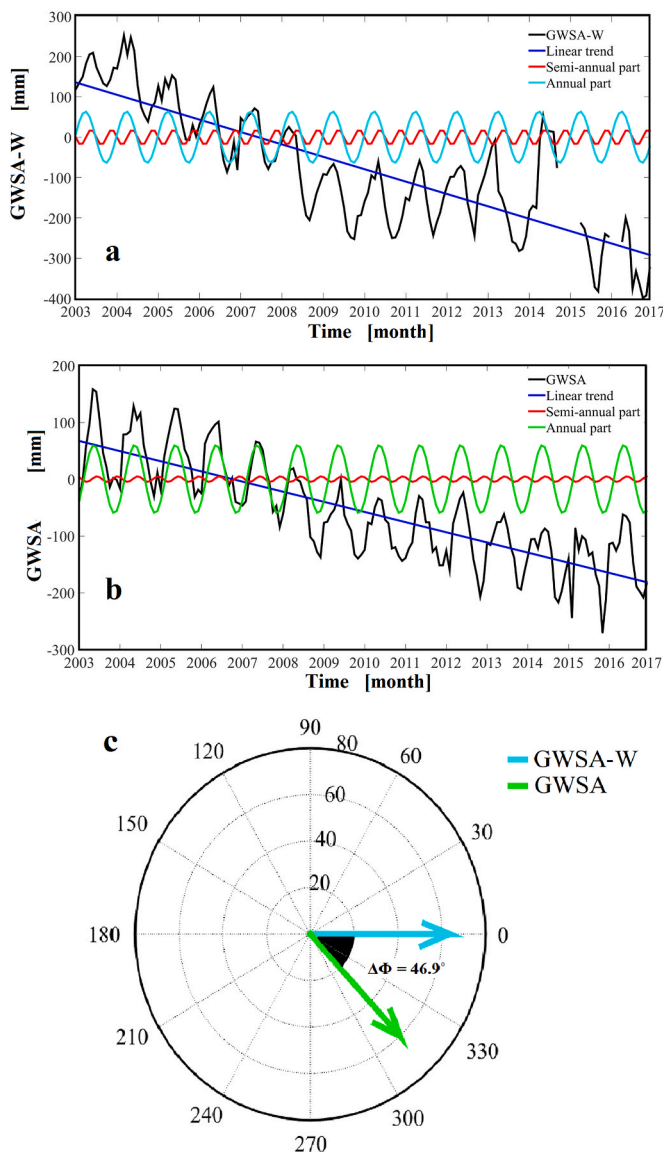 300
200
100
0
-100
-200
-300
-400
GWSA-W [mm]
GWSA-W
Linear trend
Semi-annual part
Annual part
a
2003 2004 2005 2006 2007 2008 2009 2010 2011 2012 2013 2014 2015 2016 2017
Time [month]
200
100
0
-100
-200
-300
GWSA [mm]
GWSA
Linear trend
Semi-annual part
Annual part
b
2003 2004 2005 2006 2007 2008 2009 2010 2011 2012 2013 2014 2015 2016 2017
Time [month]
c
GWSA-W
GWSA
90
120 80 60
60
150 40 30
20
180 0
ΔΦ = 46.9°
210 330
240 300
270